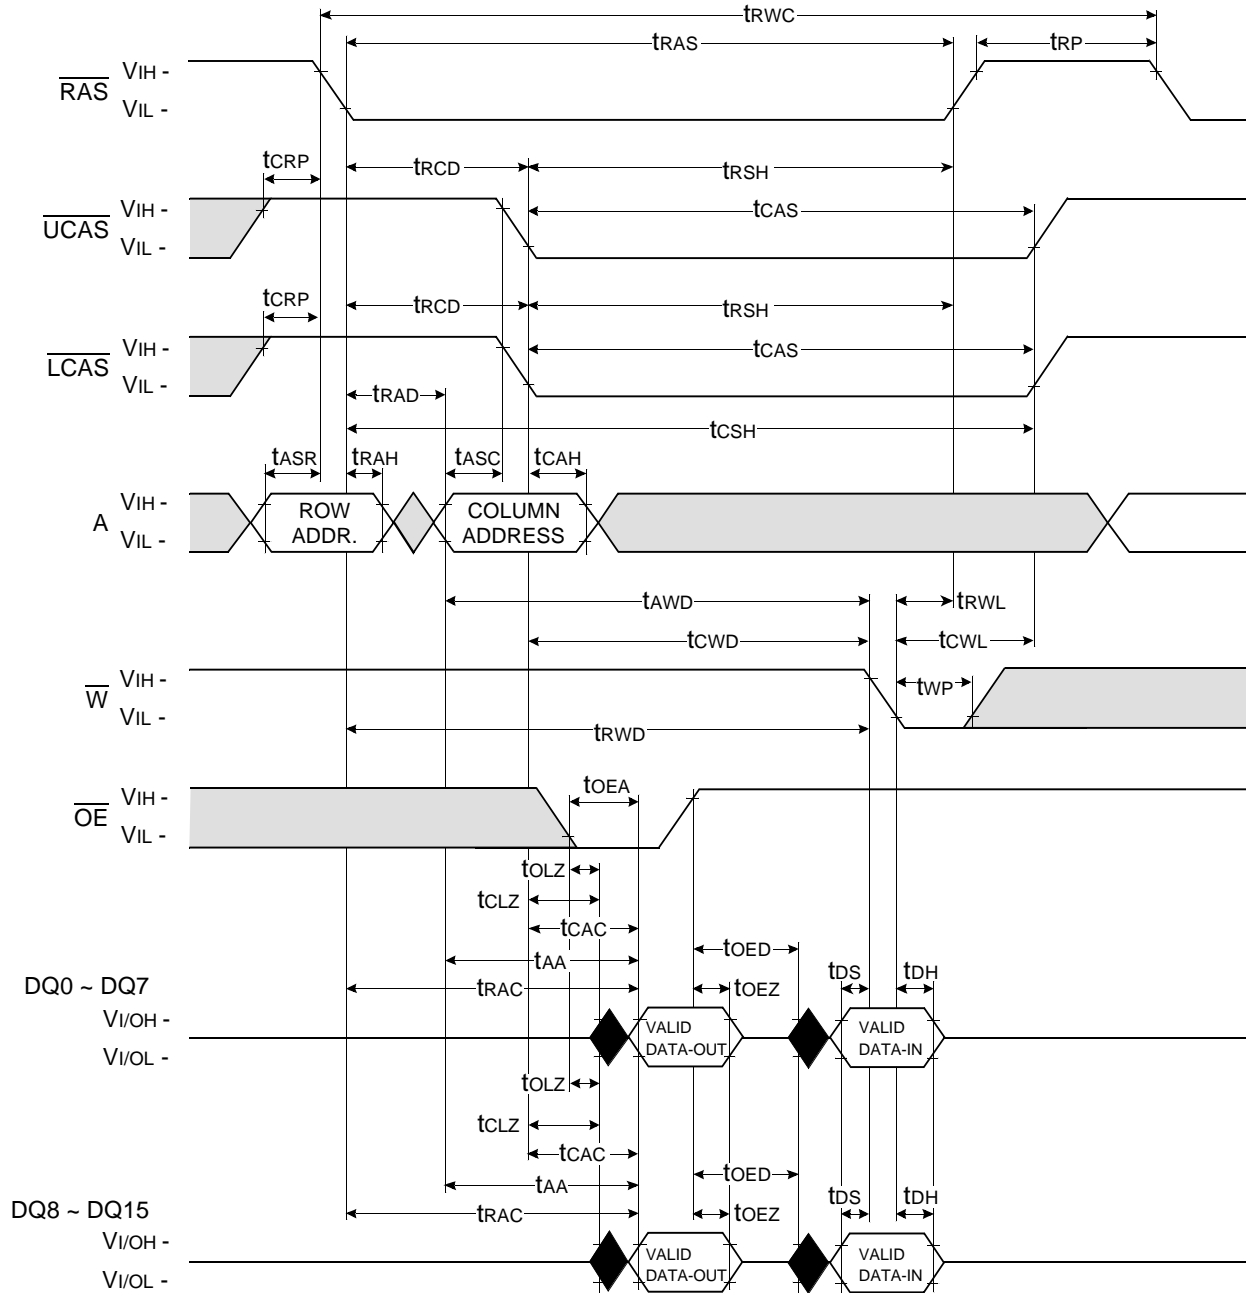 tRWC
tRAS tRP
RAS VIH -
VIL -
tCRP tRCD tRSH
UCAS VIH - tCAS
VIL -
tCRP tRCD tRSH
LCAS VIH - tCAS
VIL -
tRAD
tCSH
tASR tRAH tASC tCAH
A VIH - ROW COLUMN
VIL - ADDR. ADDRESS
tAWD tRWL
tCWD tCWL
W VIH - tWP
VIL -
tRWD
tOEA
OE VIH -
VIL -
tOLZ
tCLZ
tCAC
tOED
tAA
DQ0 ~ DQ7 tRAC tOEZ tDS tDH
VI/OH - VALID VALID
VI/OL - DATA-OUT DATA-IN
tOLZ
tCLZ
tCAC
tOED
tAA
DQ8 ~ DQ15 tRAC tOEZ tDS tDH
VI/OH - VALID VALID
VI/OL - DATA-OUT DATA-IN